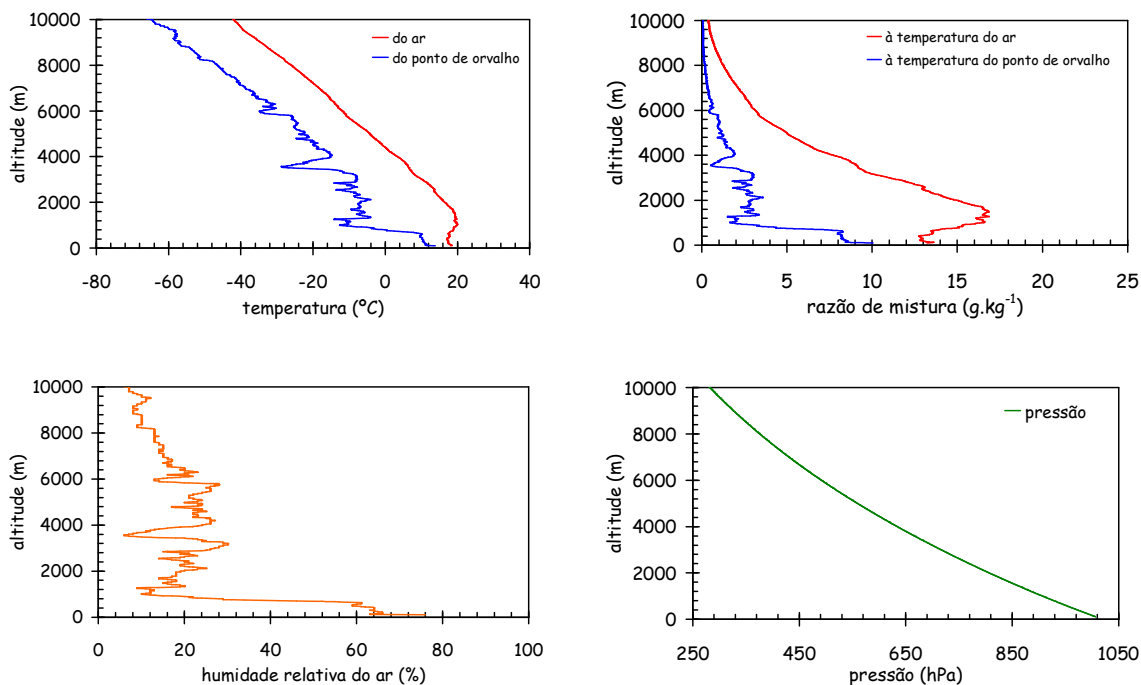 10000
8000
6000
4000
2000
0
altitude (m)
-80 -60 -40 -20 0 20 40
temperatura (ºC)
do ar
do ponto de orvalho
10000
8000
6000
4000
2000
0
altitude (m)
0 5 10 15 20 25
razão de mistura (g.kg⁻¹)
à temperatura do ar
à temperatura do ponto de orvalho
10000
8000
6000
4000
2000
0
altitude (m)
0 20 40 60 80 100
humidade relativa do ar (%)
10000
8000
6000
4000
2000
0
altitude (m)
250 450 650 850 1050
pressão (hPa)
pressão